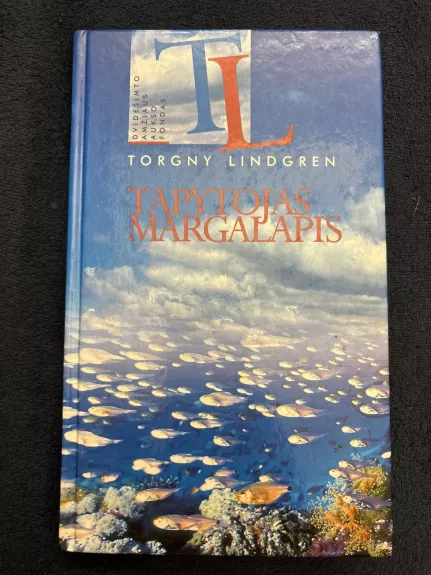 DVIDEŠIMTO
AMŽIAUS
AUKSO
FONDAS
TL
TORGNY LINDGREN
TAPYTOJAS
MARGALAPIS